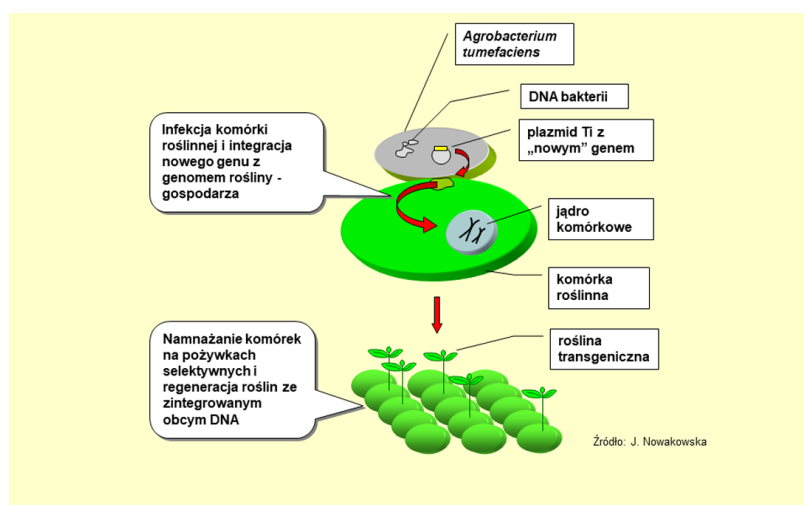 Agrobacterium
tumefaciens
DNA bakterii
plazmid Ti z
„nowym” genem
Infekcja komórki
roślinnej i integracja
nowego genu z
genomem rośliny -
gospodarza
jądro
komórkowe
komórka
roślinna
roślina
transgeniczna
Namnażanie komórek
na pożywkach
selektywnych i
regeneracja roślin ze
zintegrowanym
obcym DNA
Źródło: J. Nowakowska